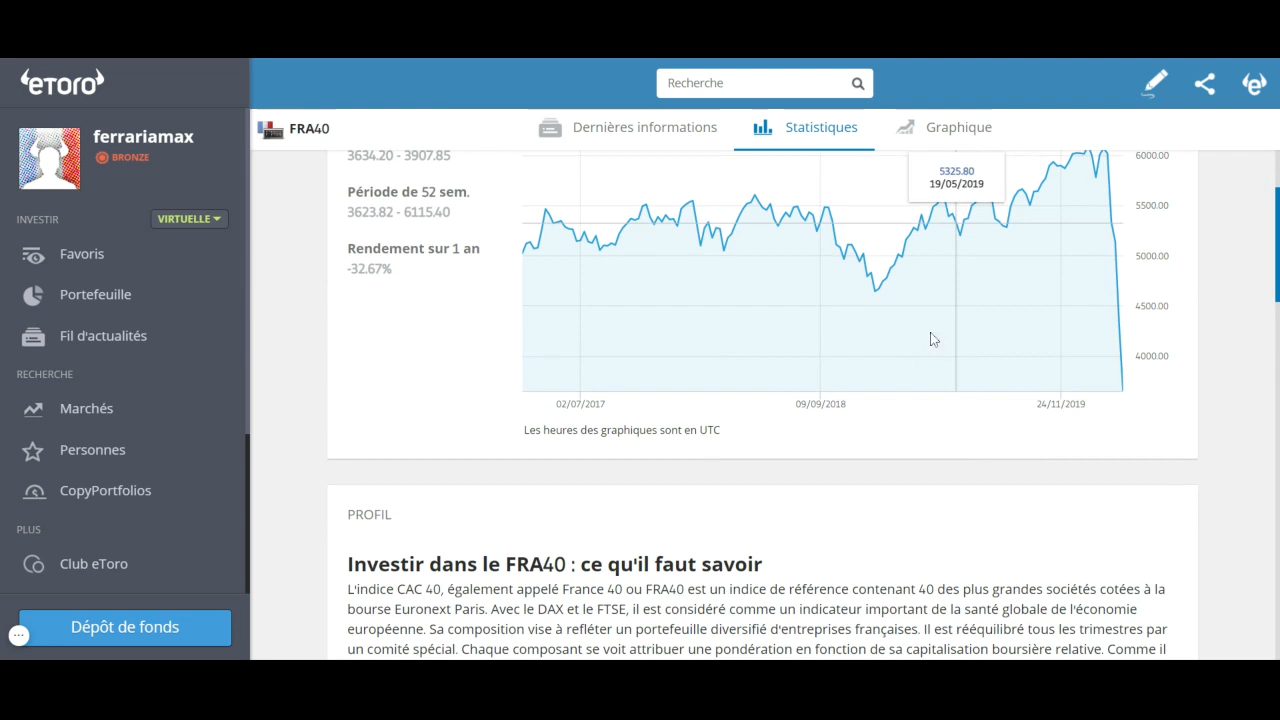 eToro
Recherche
ferrariamax
BRONZE
FRA40
Dernières informations
Statistiques
Graphique
INVESTIR
VIRTUELLE
Favoris
Portefeuille
Fil d'actualités
RECHERCHE
Marchés
Personnes
CopyPortfolios
PLUS
Club eToro
Dépôt de fonds
3634.20 - 3907.85
Période de 52 sem.
3623.82 - 6115.40
Rendement sur 1 an
-32.67%
5325.80
19/05/2019
6000.00
5500.00
5000.00
4500.00
4000.00
02/07/2017
09/09/2018
24/11/2019
Les heures des graphiques sont en UTC
PROFIL
Investir dans le FRA40 : ce qu'il faut savoir
L'indice CAC 40, également appelé France 40 ou FRA40 est un indice de référence contenant 40 des plus grandes sociétés cotées à la
bourse Euronext Paris. Avec le DAX et le FTSE, il est considéré comme un indicateur important de la santé globale de l'économie
européenne. Sa composition vise à refléter un portefeuille diversifié d'entreprises françaises. Il est rééquilibré tous les trimestres par
un comité spécial. Chaque composant se voit attribuer une pondération en fonction de sa capitalisation boursière relative. Comme il